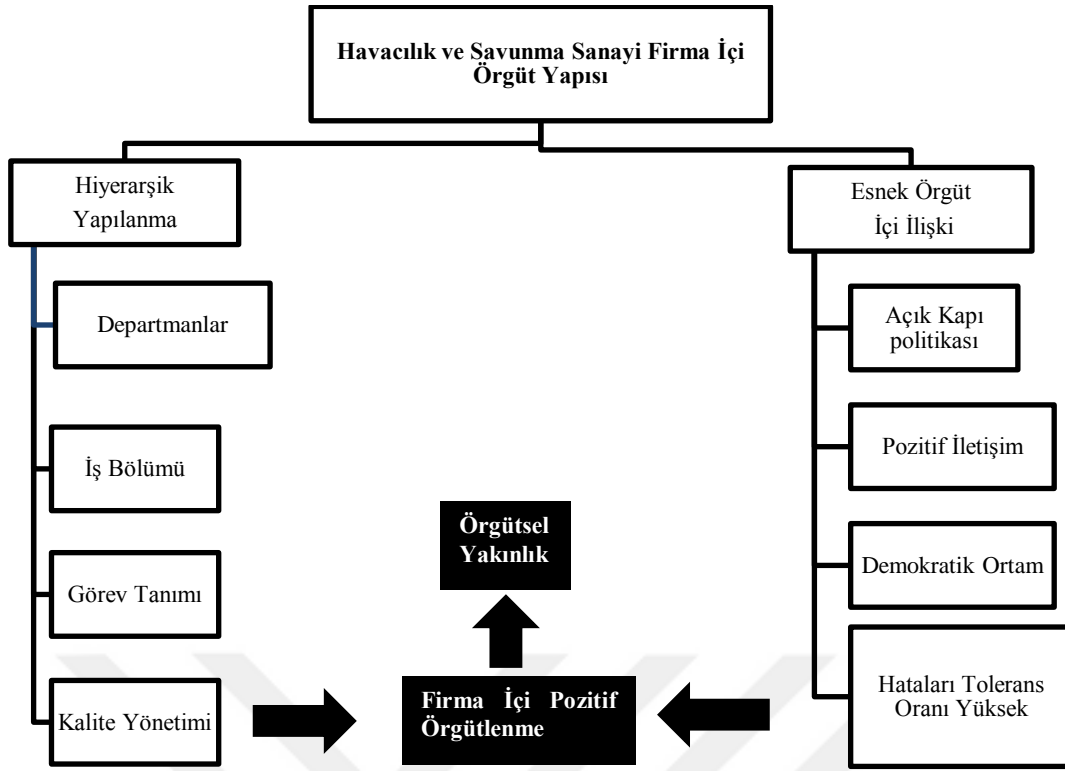 Havacılık ve Savunma Sanayi Firma İçi
Örgüt Yapısı
Hiyerarşik
Yapılanma
Departmanlar
İş Bölümü
Görev Tanımı
Kalite Yönetimi
Esnek Örgüt
İçi İlişki
Açık Kapı
politikası
Pozitif İletişim
Demokratik Ortam
Hataları Tolerans
Oranı Yüksek
Örgütsel
Yakınlık
Firma İçi Pozitif
Örgütlenme